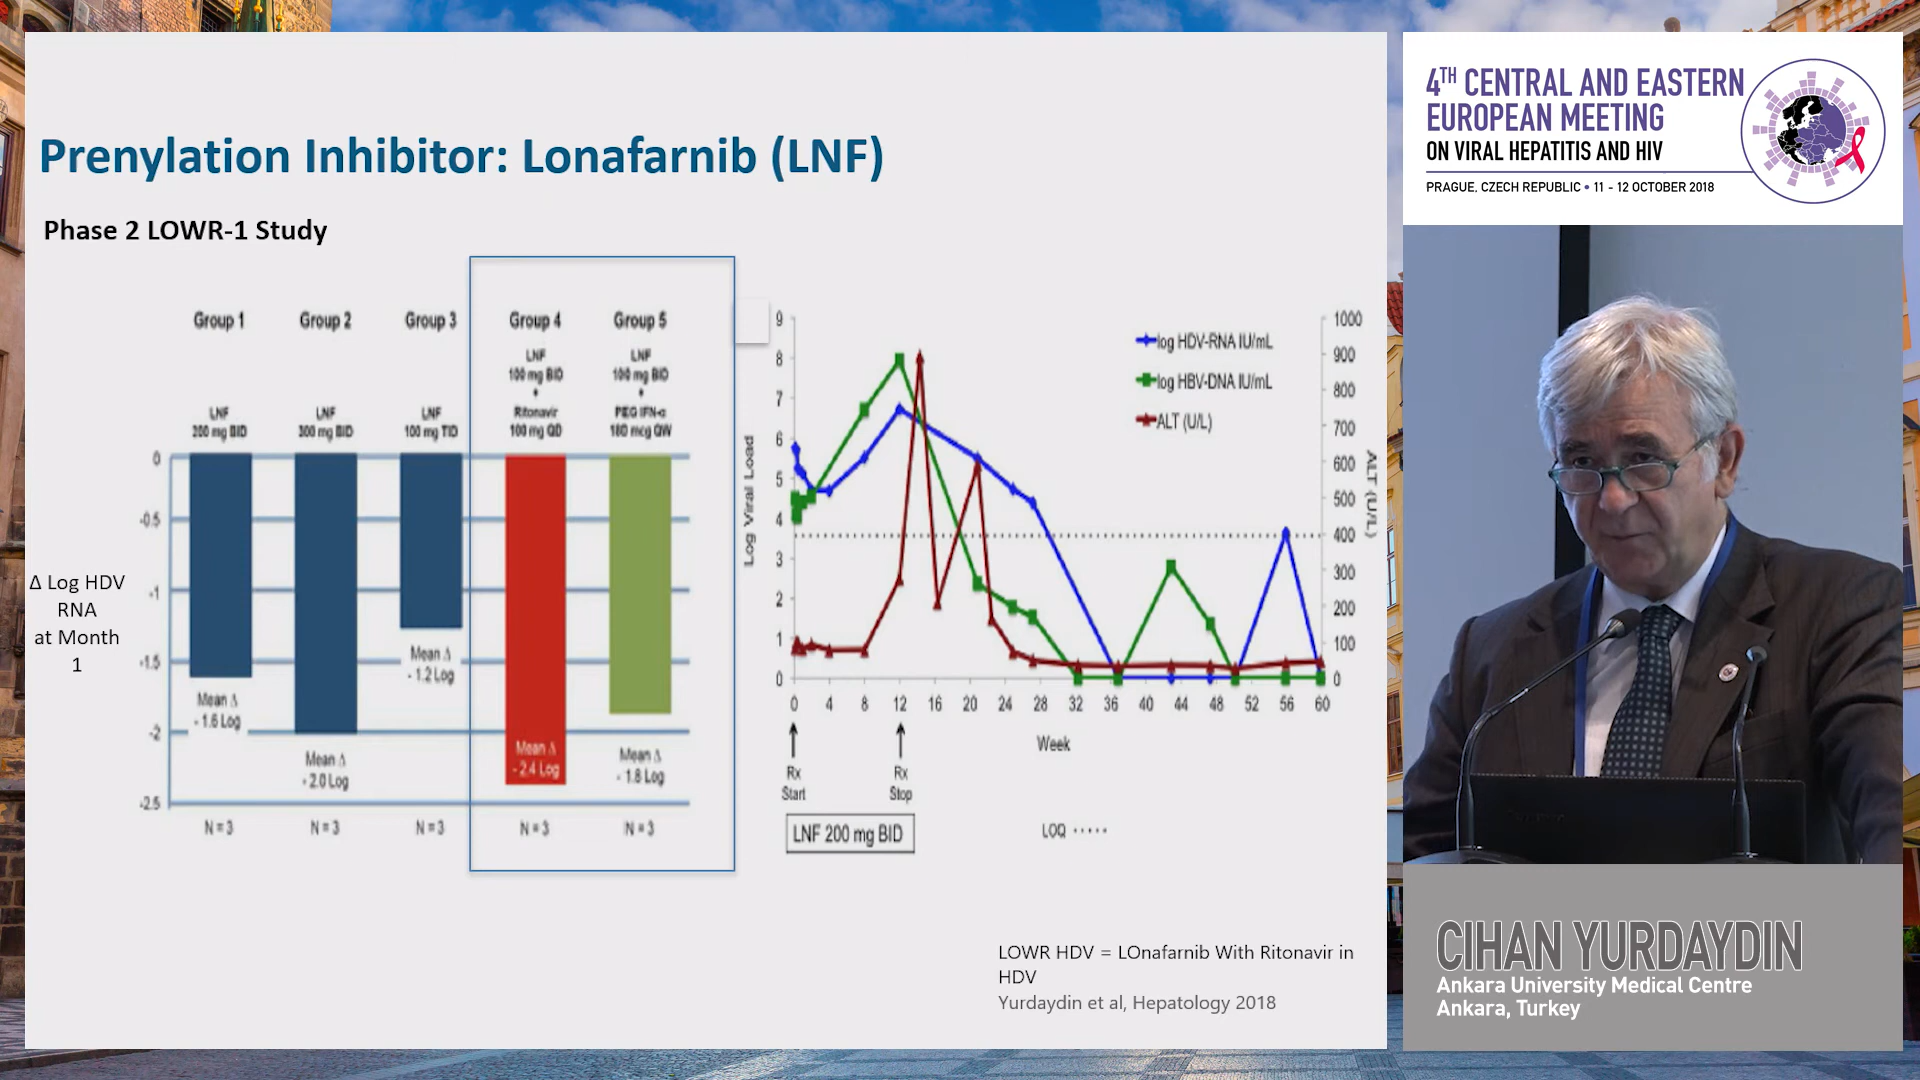 Prenylation Inhibitor: Lonafarnib (LNF)
Phase 2 LOWR-1 Study
Group 1
Group 2
Group 3
Group 4
Group 5
LNF
200 mg BID
LNF
300 mg BID
LNF
100 mg TID
LNF
100 mg BID
+
Ritonavir
100 mg QD
LNF
100 mg BID
+
PEG IFN-α
180 mcg QW
0
-0.5
-1
-1.5
-2
-2.5
Δ Log HDV
RNA
at Month
1
Mean Δ
- 1.6 Log
Mean Δ
- 2.0 Log
Mean Δ
- 1.2 Log
Mean Δ
- 2.4 Log
Mean Δ
- 1.8 Log
N = 3
N = 3
N = 3
N = 3
N = 3
9
8
7
6
5
4
3
2
1
0
Log Viral Load
log HDV-RNA IU/mL
log HBV-DNA IU/mL
ALT (U/L)
1000
900
800
700
600
500
400
300
200
100
0
ALT (U/L)
0 4 8 12 16 20 24 28 32 36 40 44 48 52 56 60
Week
Rx
Start
Rx
Stop
LNF 200 mg BID
LOQ ·····
LOWR HDV = LOnafarnib With Ritonavir in
HDV
Yurdaydin et al, Hepatology 2018
4TH CENTRAL AND EASTERN
EUROPEAN MEETING
ON VIRAL HEPATITIS AND HIV
PRAGUE, CZECH REPUBLIC • 11 - 12 OCTOBER 2018
CIHAN YURDAYDIN
Ankara University Medical Centre
Ankara, Turkey